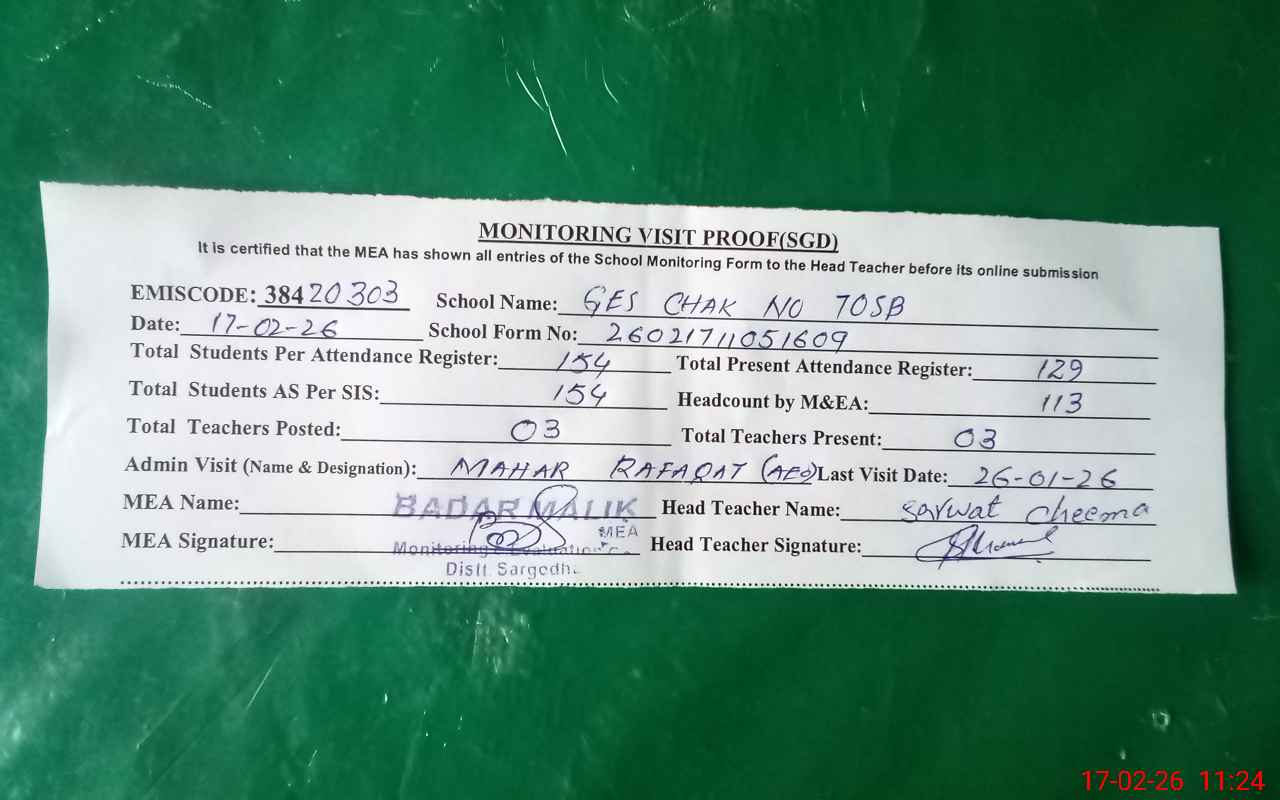 MONITORING VISIT PROOF(SGD)
It is certified that the MEA has shown all entries of the School Monitoring Form to the Head Teacher before its online submission
EMISCODE: 38420303 School Name: GES CHAK NO 70SB
Date: 17-02-26 School Form No: 26021711051609
Total Students Per Attendance Register: 154 Total Present Attendance Register: 129
Total Students AS Per SIS: 154 Headcount by M&EA: 113
Total Teachers Posted: 03 Total Teachers Present: 03
Admin Visit (Name & Designation): MAHAR RAFAQAT (AEO) Last Visit Date: 26-01-26
MEA Name: BADAR MALIK Head Teacher Name: Sarwat Cheema
MEA
MEA Signature: Monitoring Head Teacher Signature:
Distt. Sargodh
17-02-26 11:24